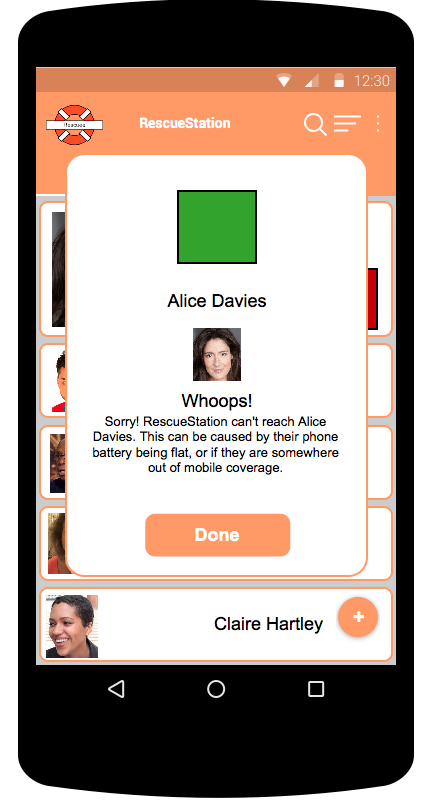 12:30
Rescued
RescueStation
Alice Davies
Whoops!
Sorry! RescueStation can't reach Alice
Davies. This can be caused by their phone
battery being flat, or if they are somewhere
out of mobile coverage.
Done
Claire Hartley